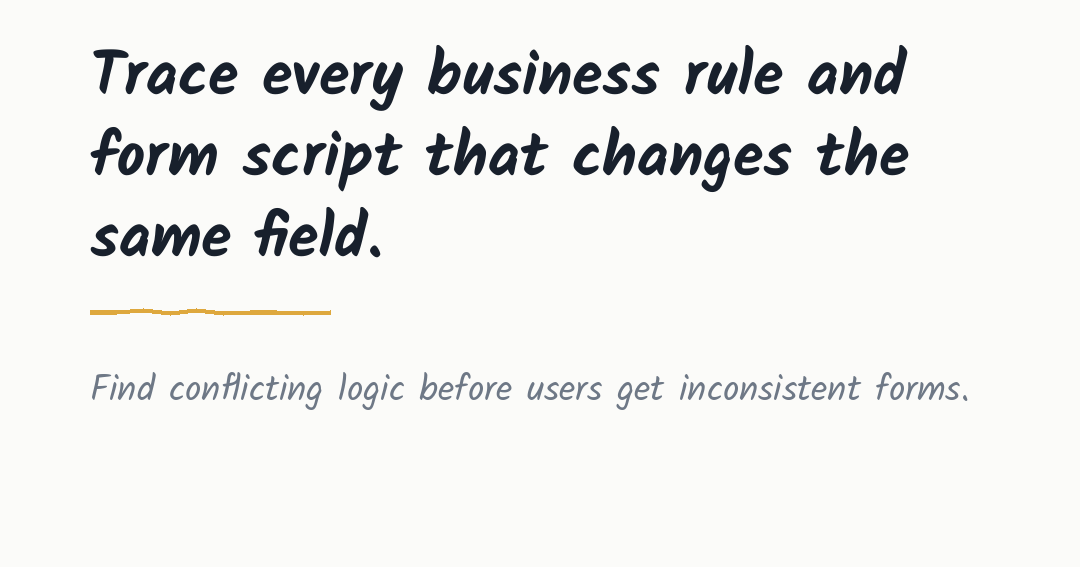 Trace every business rule and
form script that changes the
same field.
Find conflicting logic before users get inconsistent forms.